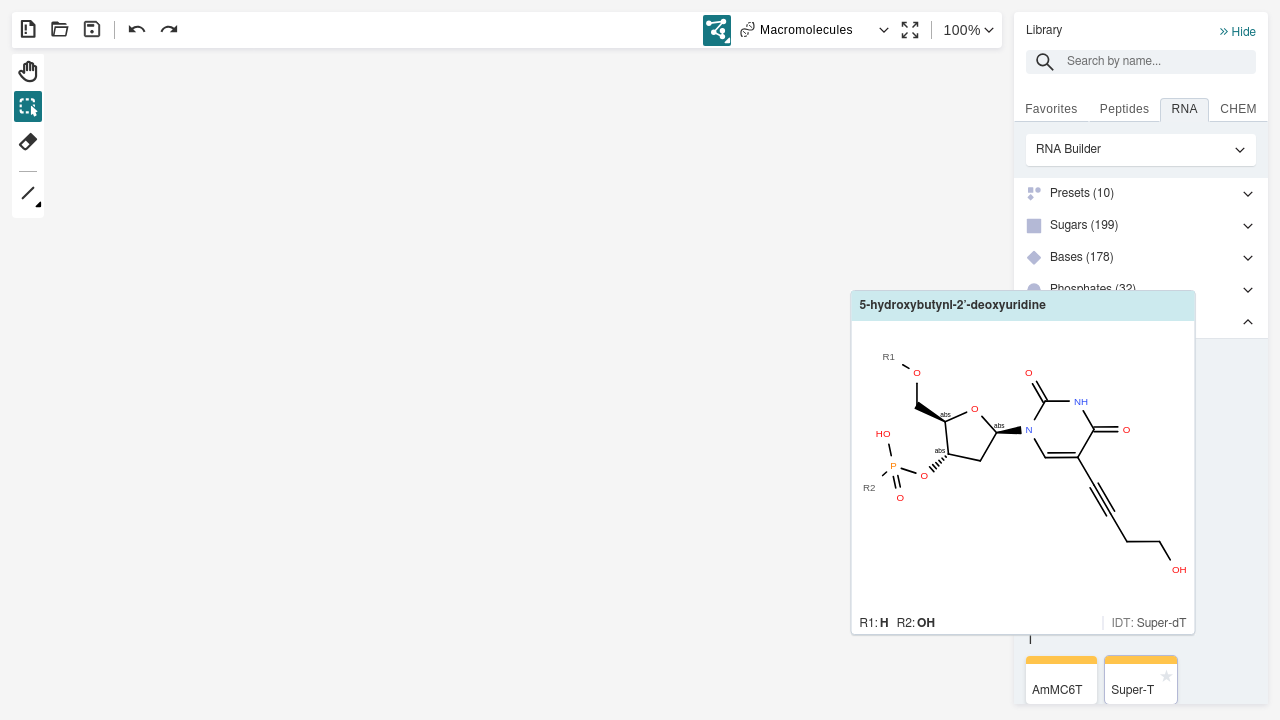 Macromolecules
100%
Library
Hide
Search by name...
Favorites
Peptides
RNA
CHEM
RNA Builder
Presets (10)
Sugars (199)
Bases (178)
Phosphates (32)
5-hydroxybutynl-2'-deoxyuridine
R1
O
O
abs
O
abs
NH
HO
abs
N
O
P
O
R2
O
OH
R1: H R2: OH
IDT: Super-dT
T
AmMC6T
Super-T